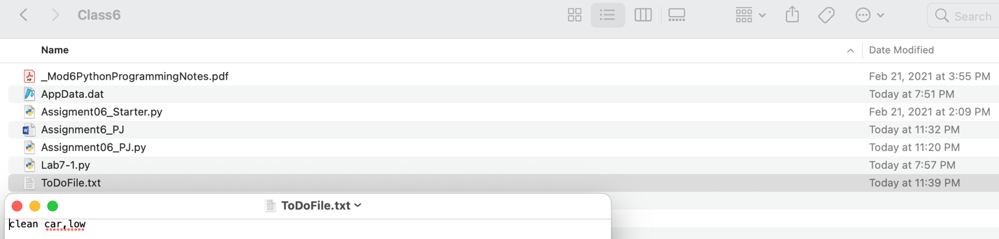 Class6
Search
Name Date Modified
_Mod6PythonProgrammingNotes.pdf Feb 21, 2021 at 3:55 PM
AppData.dat Today at 7:51 PM
Assigment06_Starter.py Feb 21, 2021 at 2:09 PM
Assignment6_PJ Today at 11:32 PM
Assignment06_PJ.py Today at 11:20 PM
Lab7-1.py Today at 7:57 PM
ToDoFile.txt Today at 11:39 PM
ToDoFile.txt
clean car,low